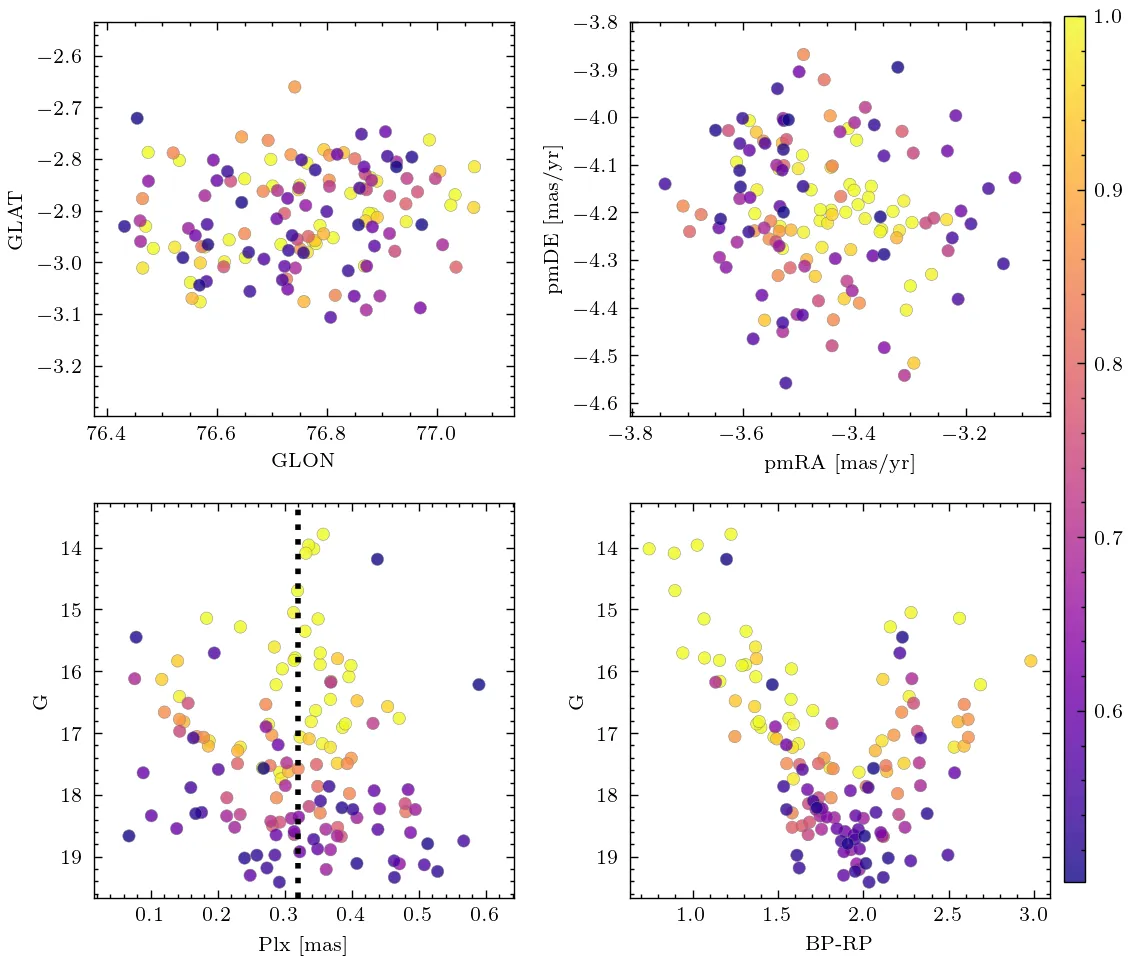 −2.6
−2.7
−2.8
−2.9
−3.0
−3.1
−3.2
GLAT
76.4 76.6 76.8 77.0
GLON
−3.8
−3.9
−4.0
−4.1
−4.2
−4.3
−4.4
−4.5
−4.6
pmDE [mas/yr]
−3.8 −3.6 −3.4 −3.2
pmRA [mas/yr]
1.0
0.9
0.8
0.7
0.6
14
15
16
17
18
19
G
0.1 0.2 0.3 0.4 0.5 0.6
Plx [mas]
14
15
16
17
18
19
G
1.0 1.5 2.0 2.5 3.0
BP-RP